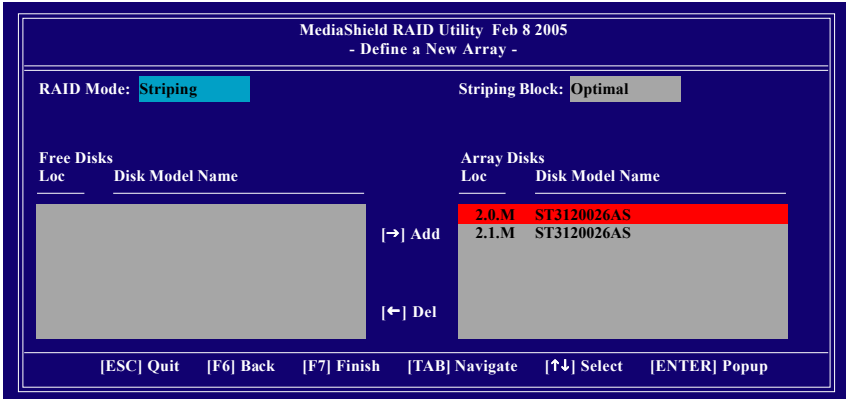 MediaShield RAID Utility Feb 8 2005
- Define a New Array -
RAID Mode: Striping
Striping Block: Optimal
Free Disks
Loc Disk Model Name
[→] Add
[←] Del
Array Disks
Loc Disk Model Name
2.0.M ST3120026AS
2.1.M ST3120026AS
[ESC] Quit [F6] Back [F7] Finish [TAB] Navigate [↑↓] Select [ENTER] Popup